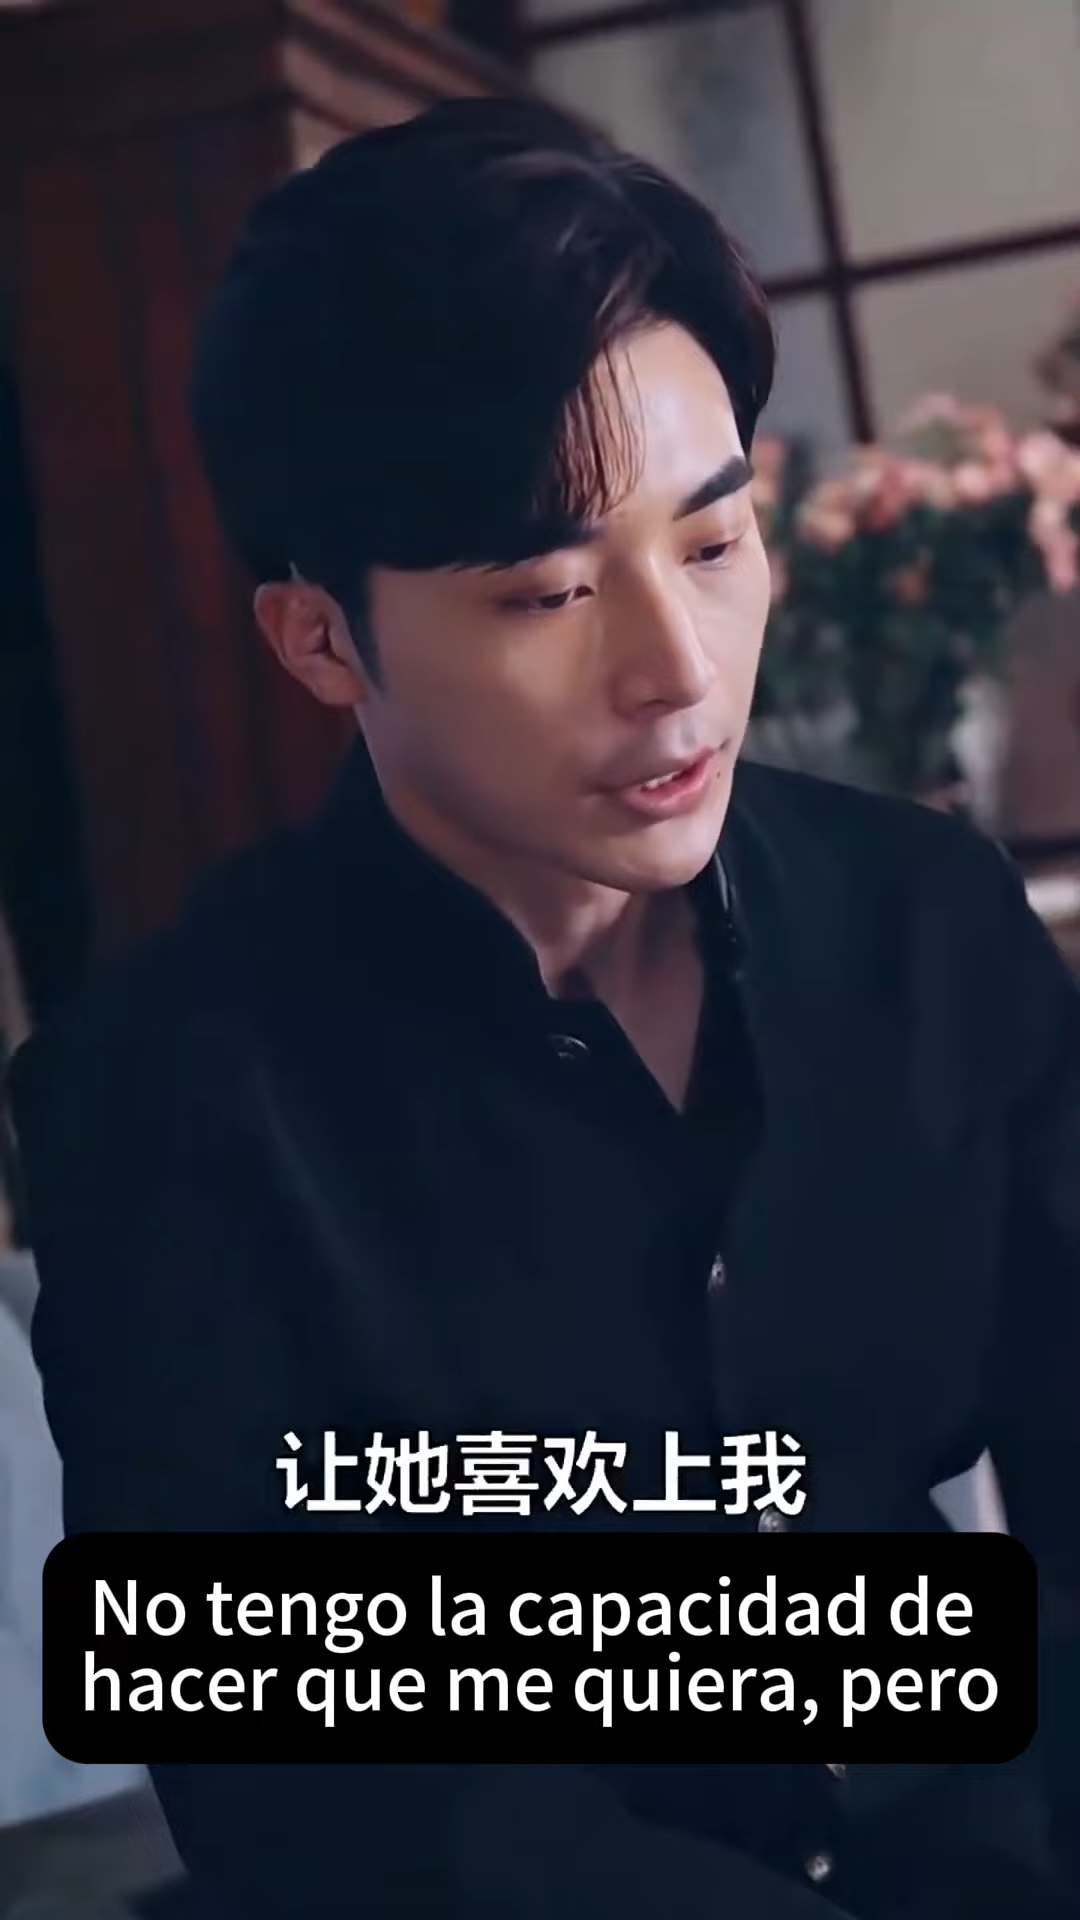 让她喜欢上我
No tengo la capacidad de
hacer que me quiera, pero